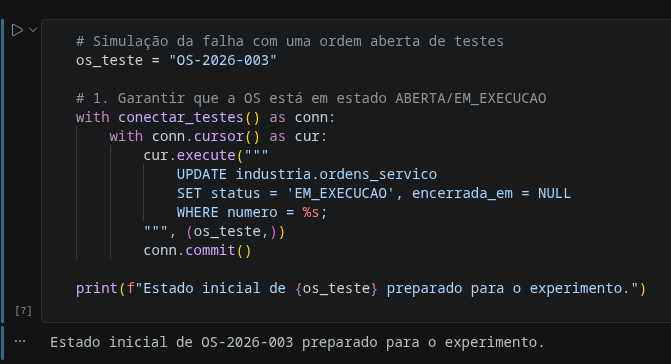 # Simulação da falha com uma ordem aberta de testes
os_teste = "OS-2026-003"
# 1. Garantir que a OS está em estado ABERTA/EM_EXECUCAO
with conectar_testes() as conn:
    with conn.cursor() as cur:
        cur.execute("""
            UPDATE industria.ordens_servico
            SET status = 'EM_EXECUCAO', encerrada_em = NULL
            WHERE numero = %s;
        """, (os_teste,))
        conn.commit()
print(f"Estado inicial de {os_teste} preparado para o experimento.")
[7]
Estado inicial de OS-2026-003 preparado para o experimento.